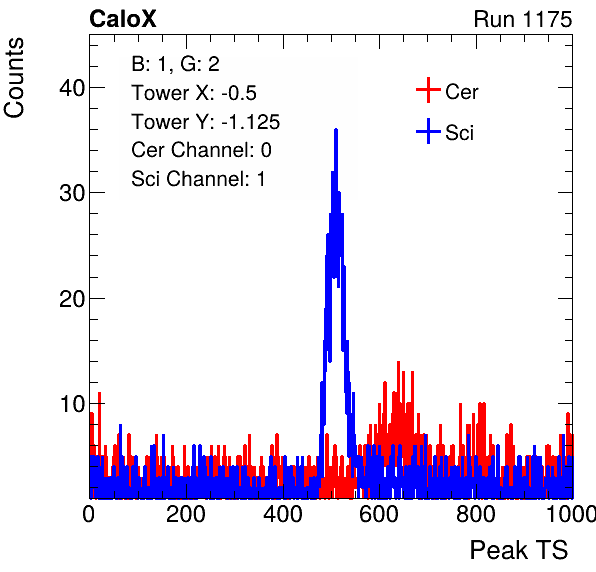 CaloX Run 1175
Counts
B: 1, G: 2
Tower X: -0.5
Tower Y: -1.125
Cer Channel: 0
Sci Channel: 1
Cer
Sci
40
30
20
10
0 200 400 600 800 1000
Peak TS